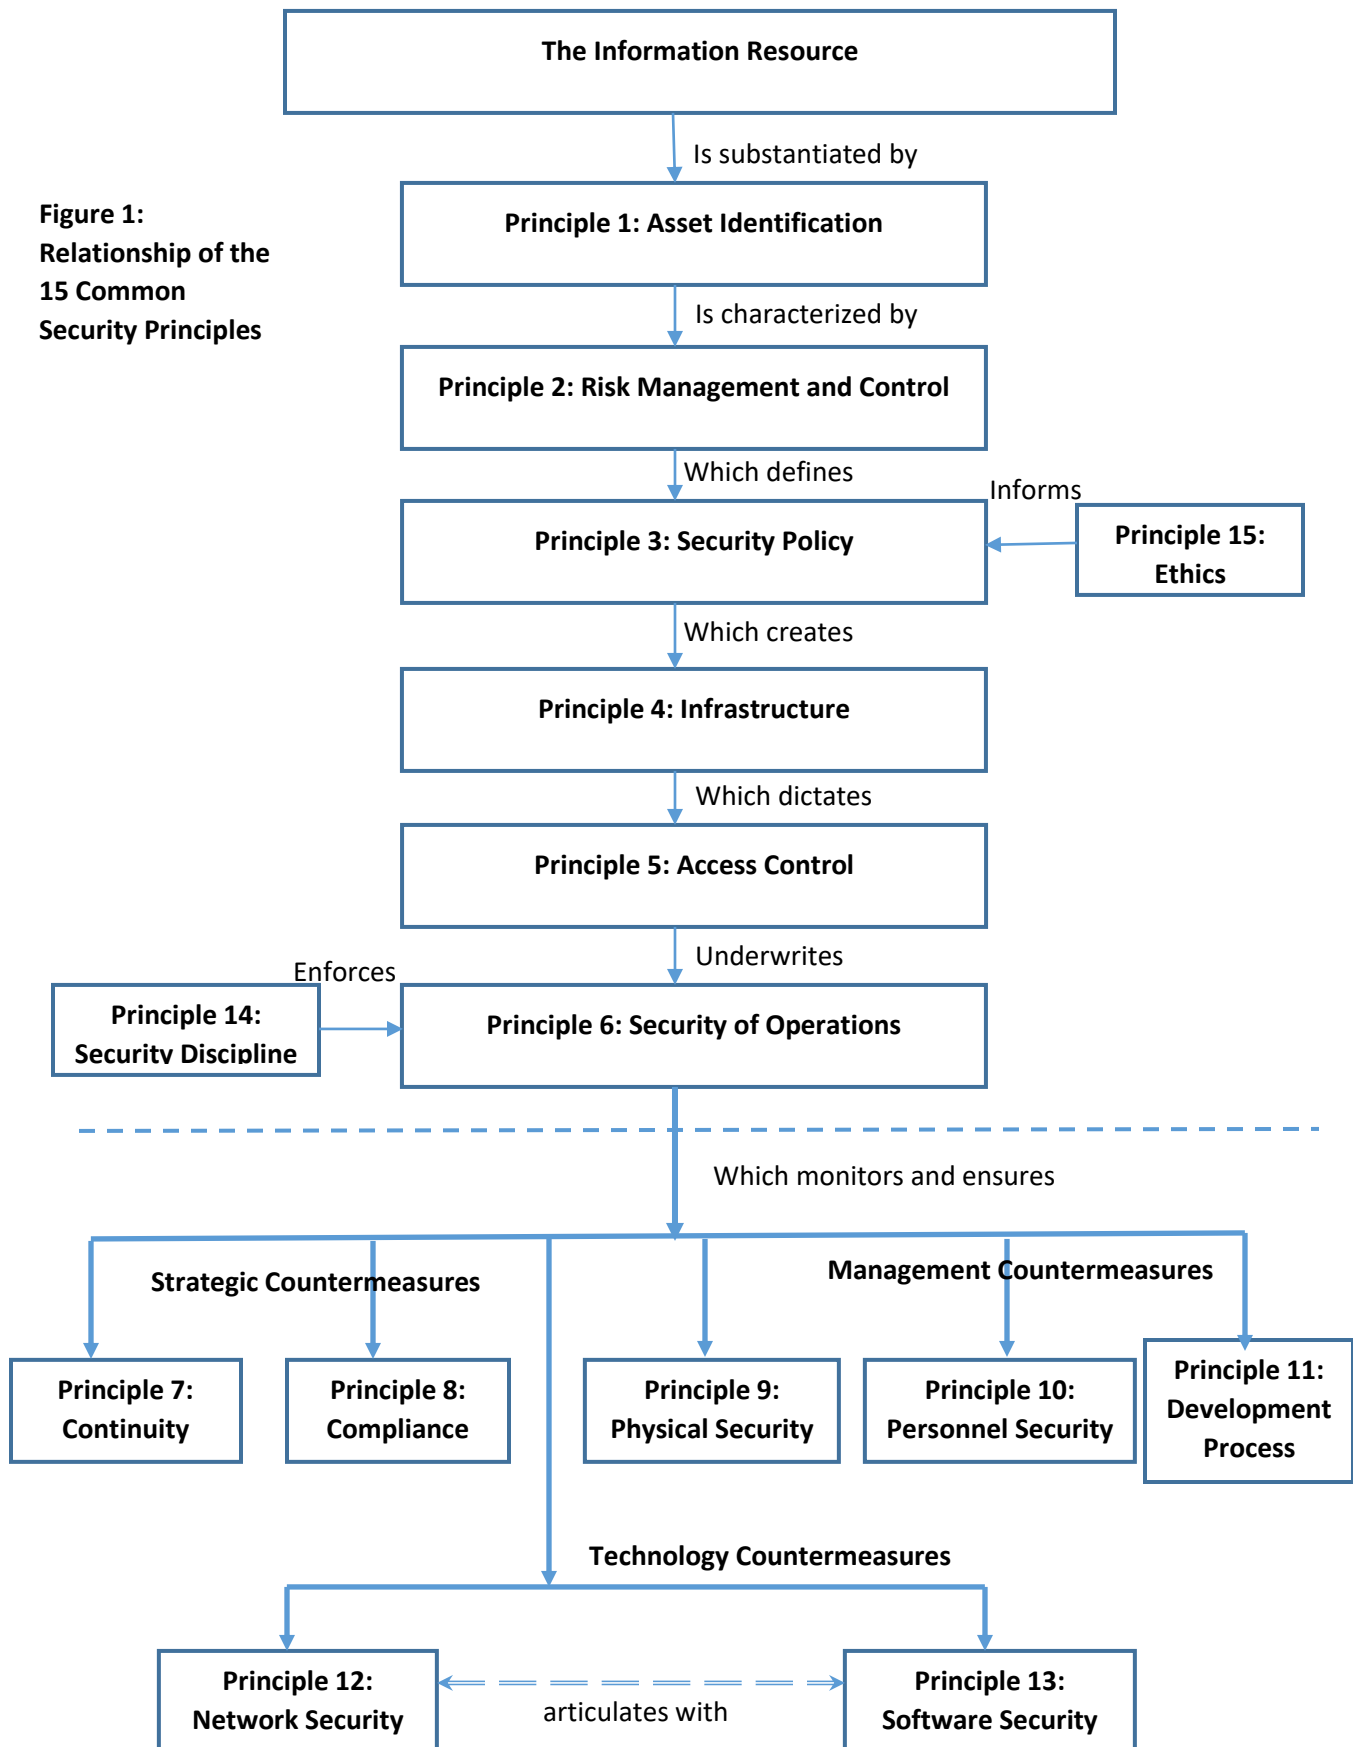 The Information Resource
Is substantiated by
Figure 1:
Relationship of the
15 Common
Security Principles
Principle 1: Asset Identification
Is characterized by
Principle 2: Risk Management and Control
Which defines
Informs
Principle 3: Security Policy
Principle 15:
Ethics
Which creates
Principle 4: Infrastructure
Which dictates
Principle 5: Access Control
Underwrites
Enforces
Principle 14:
Security Discipline
Principle 6: Security of Operations
Which monitors and ensures
Strategic Countermeasures
Management Countermeasures
Principle 7:
Continuity
Principle 8:
Compliance
Principle 9:
Physical Security
Principle 10:
Personnel Security
Principle 11:
Development
Process
Technology Countermeasures
Principle 12:
Network Security
articulates with
Principle 13:
Software Security